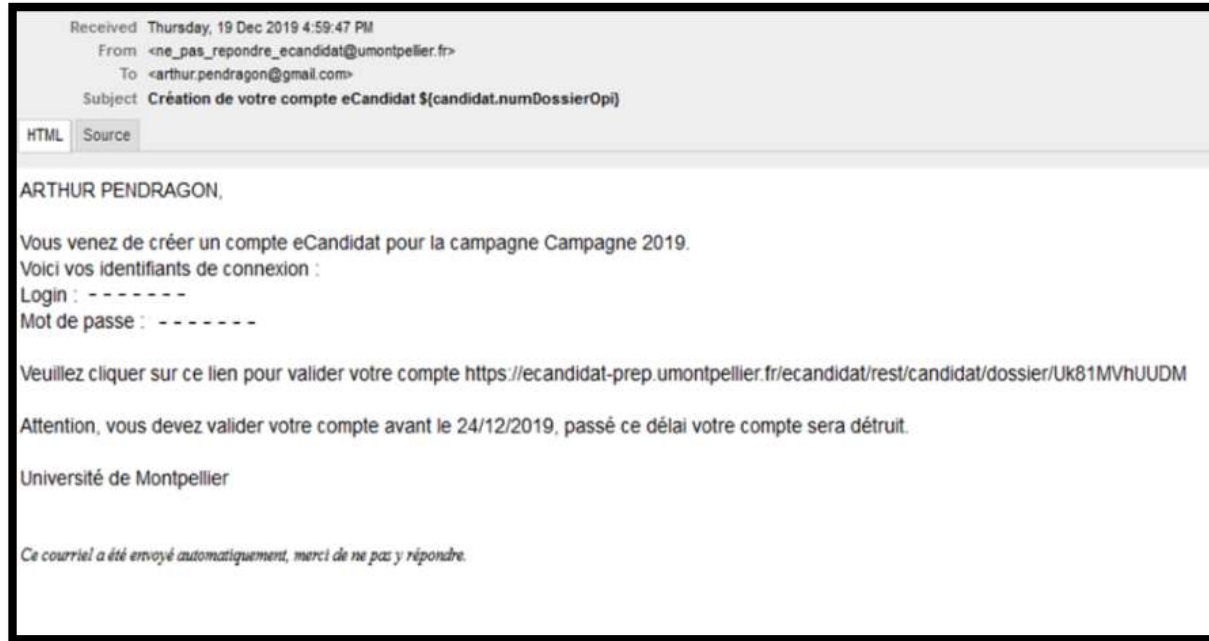 Received Thursday, 19 Dec 2019 4:59:47 PM
From <ne_pas_repondre_ecandidat@umontpellier.fr>
To <arthur.pendragon@gmail.com>
Subject Création de votre compte eCandidat ${candidat.numDossierOpi}
HTML Source
ARTHUR PENDRAGON,
Vous venez de créer un compte eCandidat pour la campagne Campagne 2019.
Voici vos identifiants de connexion :
Login : - - - - - - -
Mot de passe : - - - - - - -
Veuillez cliquer sur ce lien pour valider votre compte https://ecandidat-prep.umontpellier.fr/ecandidat/rest/candidat/dossier/Uk81MVhUUDM
Attention, vous devez valider votre compte avant le 24/12/2019, passé ce délai votre compte sera détruit.
Université de Montpellier
Ce courriel a été envoyé automatiquement, merci de ne pas y répondre.